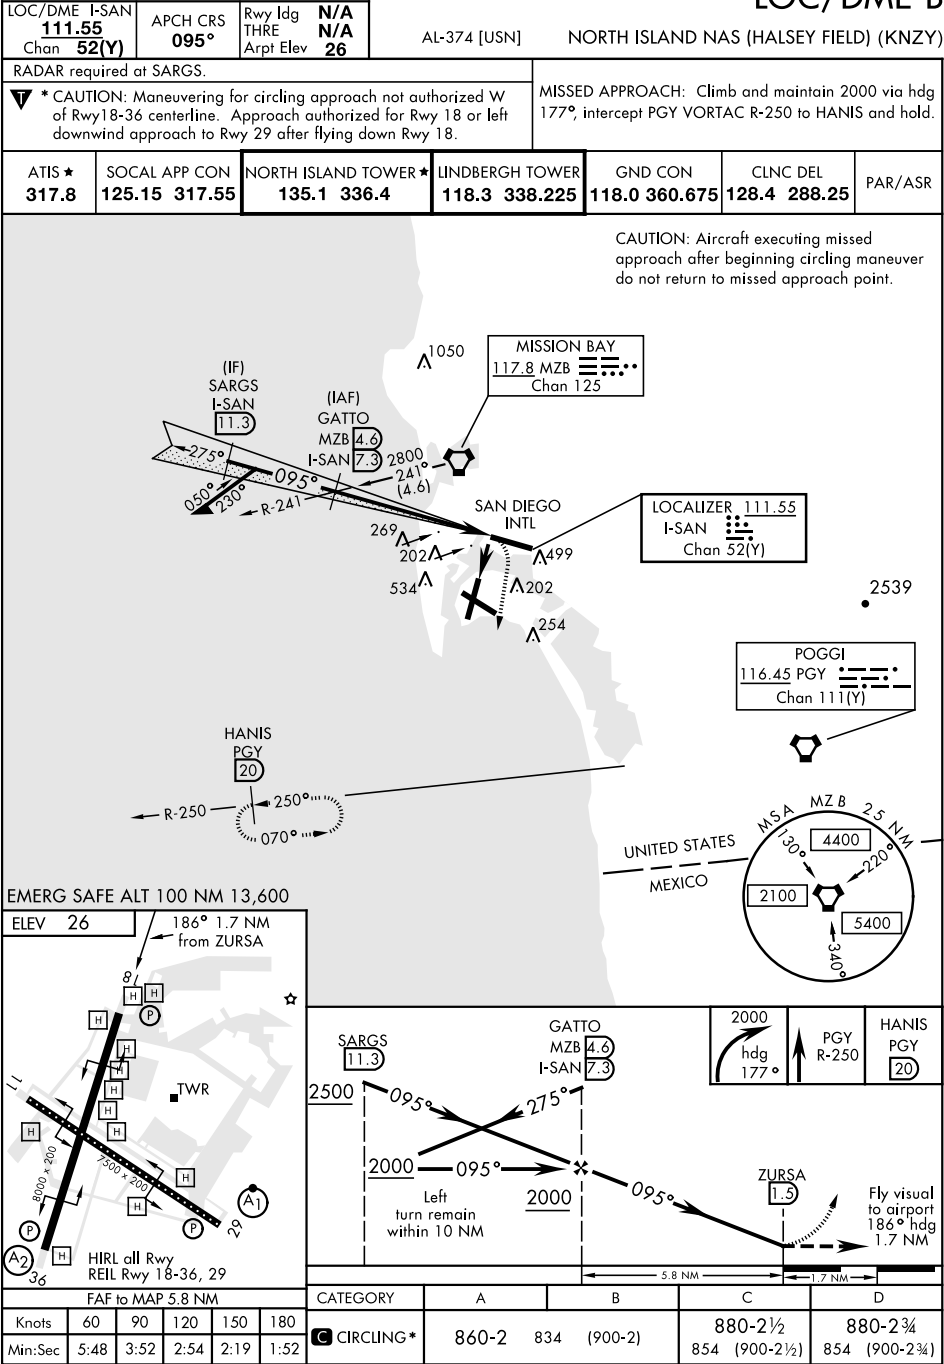 LOC/DME B
LOC/DME I-SAN
111.55
Chan 52(Y)
APCH CRS
095°
Rwy ldg N/A
THRE N/A
Arpt Elev 26
AL-374 [USN]
NORTH ISLAND NAS (HALSEY FIELD) (KNZY)
RADAR required at SARGS.
T * CAUTION: Maneuvering for circling approach not authorized W
of Rwy18-36 centerline. Approach authorized for Rwy 18 or left
downwind approach to Rwy 29 after flying down Rwy 18.
MISSED APPROACH: Climb and maintain 2000 via hdg
177°, intercept PGY VORTAC R-250 to HANIS and hold.
ATIS ★
317.8
SOCAL APP CON
125.15 317.55
NORTH ISLAND TOWER ★
135.1 336.4
LINDBERGH TOWER
118.3 338.225
GND CON
118.0 360.675
CLNC DEL
128.4 288.25
PAR/ASR
CAUTION: Aircraft executing missed
approach after beginning circling maneuver
do not return to missed approach point.
1050
MISSION BAY
117.8 MZB
Chan 125
(IF)
SARGS
I-SAN
11.3
(IAF)
GATTO
MZB 4.6
I-SAN 7.3
2800
241°
(4.6)
275°
095°
050°
230°
R-241
SAN DIEGO
INTL
LOCALIZER 111.55
I-SAN
Chan 52(Y)
269
202
499
534
202
254
2539
POGGI
116.45 PGY
Chan 111(Y)
HANIS
PGY
20
R-250
250°
070°
UNITED STATES
MEXICO
MSA MZB 25 NM
130°
4400
220°
2100
5400
340°
EMERG SAFE ALT 100 NM 13,600
ELEV 26
186° 1.7 NM
from ZURSA
18
H
H
H
P
H
H
H
H
H
H
H
H
H
11
TWR
8000 x 200
7500 x 200
A1
29
P
P
A2
36
HIRL all Rwy
REIL Rwy 18-36, 29
SARGS
11.3
GATTO
MZB 4.6
I-SAN 7.3
2000
hdg
177°
PGY
R-250
HANIS
PGY
20
2500
095°
275°
2000
095°
2000
095°
Left
turn remain
within 10 NM
ZURSA
1.5
Fly visual
to airport
186° hdg
1.7 NM
5.8 NM
1.7 NM
FAF to MAP 5.8 NM
Knots 60 90 120 150 180
Min:Sec 5:48 3:52 2:54 2:19 1:52
CATEGORY A B C D
C CIRCLING* 860-2 834 (900-2)
880-2½
854 (900-2½)
880-2¾
854 (900-2¾)